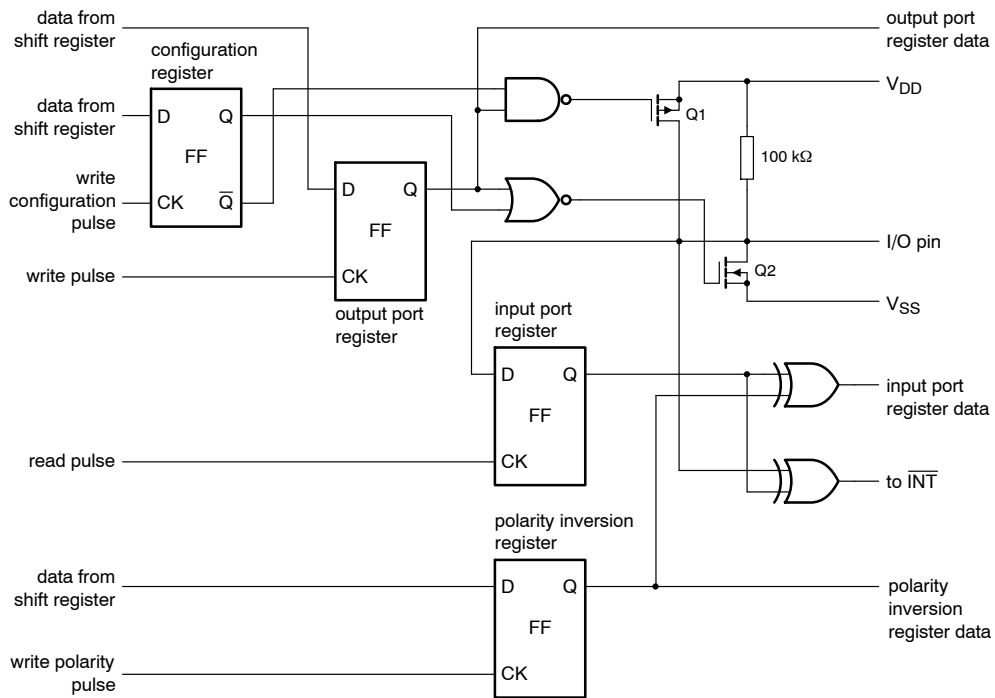 data from
shift register
configuration
register
output port
register data
data from
shift register
D
Q
FF
CK
Q̅
write
configuration
pulse
Q1
VDD
100 kΩ
D
Q
FF
CK
I/O pin
write pulse
Q2
VSS
output port
register
input port
register
D
Q
FF
CK
input port
register data
read pulse
to I̅N̅T̅
polarity inversion
register
data from
shift register
D
Q
FF
CK
polarity
inversion
register data
write polarity
pulse